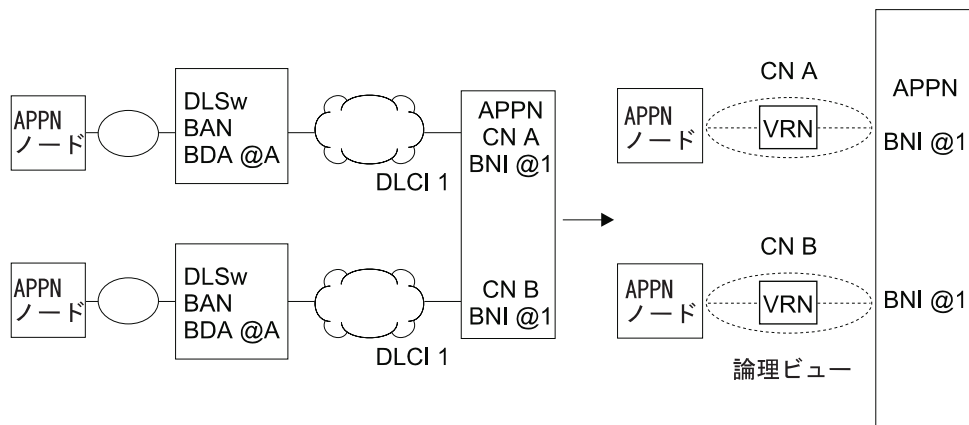 APPN
ノード
DLSw
BAN
BDA @A
DLCI 1
APPN
CN A
BNI @1
APPN
ノード
DLSw
BAN
BDA @A
DLCI 1
CN B
BNI @1
CN A
APPN
ノード
VRN
APPN
BNI @1
CN B
APPN
ノード
VRN
BNI @1
論理ビュー